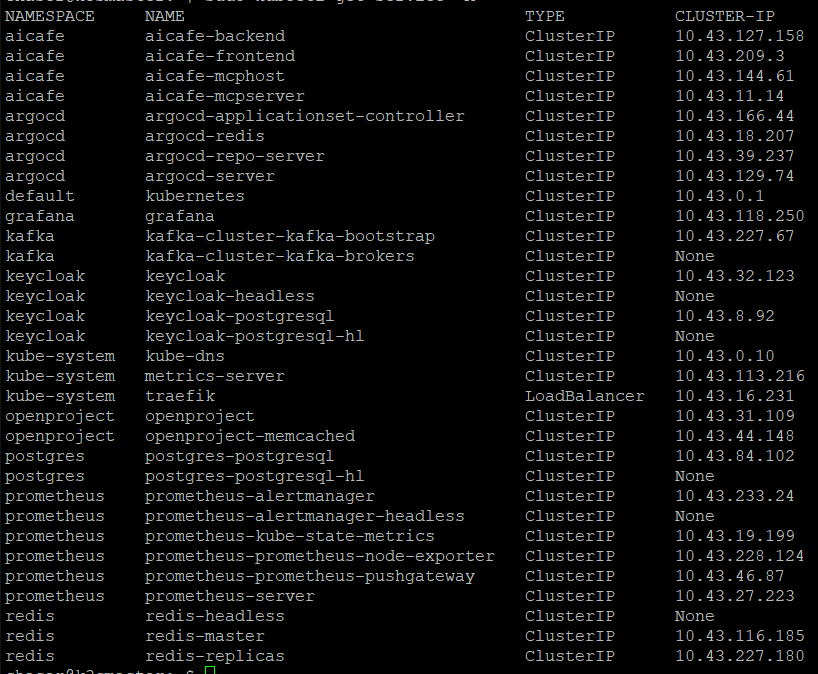 NAMESPACE NAME TYPE CLUSTER-IP
aicafe aicafe-backend ClusterIP 10.43.127.158
aicafe aicafe-frontend ClusterIP 10.43.209.3
aicafe aicafe-mcphost ClusterIP 10.43.144.61
aicafe aicafe-mcpserver ClusterIP 10.43.11.14
argocd argocd-applicationset-controller ClusterIP 10.43.166.44
argocd argocd-redis ClusterIP 10.43.18.207
argocd argocd-repo-server ClusterIP 10.43.39.237
argocd argocd-server ClusterIP 10.43.129.74
default kubernetes ClusterIP 10.43.0.1
grafana grafana ClusterIP 10.43.118.250
kafka kafka-cluster-kafka-bootstrap ClusterIP 10.43.227.67
kafka kafka-cluster-kafka-brokers ClusterIP None
keycloak keycloak ClusterIP 10.43.32.123
keycloak keycloak-headless ClusterIP None
keycloak keycloak-postgresql ClusterIP 10.43.8.92
keycloak keycloak-postgresql-hl ClusterIP None
kube-system kube-dns ClusterIP 10.43.0.10
kube-system metrics-server ClusterIP 10.43.113.216
kube-system traefik LoadBalancer 10.43.16.231
openproject openproject ClusterIP 10.43.31.109
openproject openproject-memcached ClusterIP 10.43.44.148
postgres postgres-postgresql ClusterIP 10.43.84.102
postgres postgres-postgresql-hl ClusterIP None
prometheus prometheus-alertmanager ClusterIP 10.43.233.24
prometheus prometheus-alertmanager-headless ClusterIP None
prometheus prometheus-kube-state-metrics ClusterIP 10.43.19.199
prometheus prometheus-prometheus-node-exporter ClusterIP 10.43.228.124
prometheus prometheus-prometheus-pushgateway ClusterIP 10.43.46.87
prometheus prometheus-server ClusterIP 10.43.27.223
redis redis-headless ClusterIP None
redis redis-master ClusterIP 10.43.116.185
redis redis-replicas ClusterIP 10.43.227.180